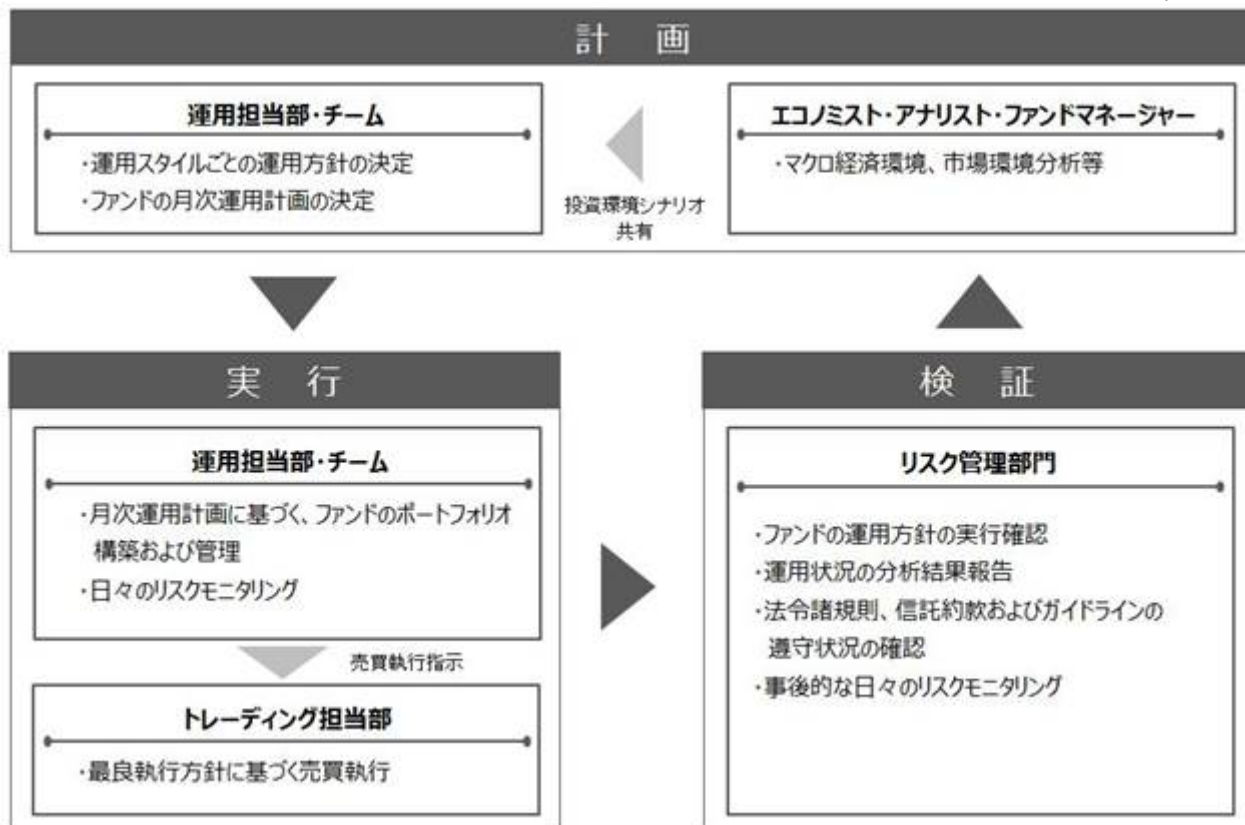 計　画
運用担当部・チーム
・運用スタイルごとの運用方針の決定
・ファンドの月次運用計画の決定
投資環境シナリオ
共有
エコノミスト・アナリスト・ファンドマネージャー
・マクロ経済環境、市場環境分析等
実　行
運用担当部・チーム
・月次運用計画に基づく、ファンドのポートフォリオ
構築および管理
・日々のリスクモニタリング
売買執行指示
トレーディング担当部
・最良執行方針に基づく売買執行
検　証
リスク管理部門
・ファンドの運用方針の実行確認
・運用状況の分析結果報告
・法令諸規則、信託約款およびガイドラインの
遵守状況の確認
・事後的な日々のリスクモニタリング